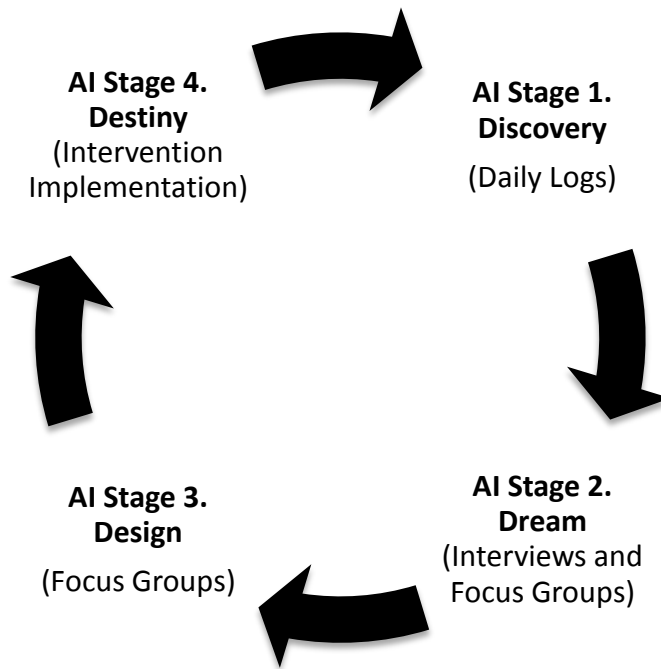 AI Stage 4.
Destiny
(Intervention
Implementation)
AI Stage 1.
Discovery
(Daily Logs)
AI Stage 2.
Dream
(Interviews and
Focus Groups)
AI Stage 3.
Design
(Focus Groups)